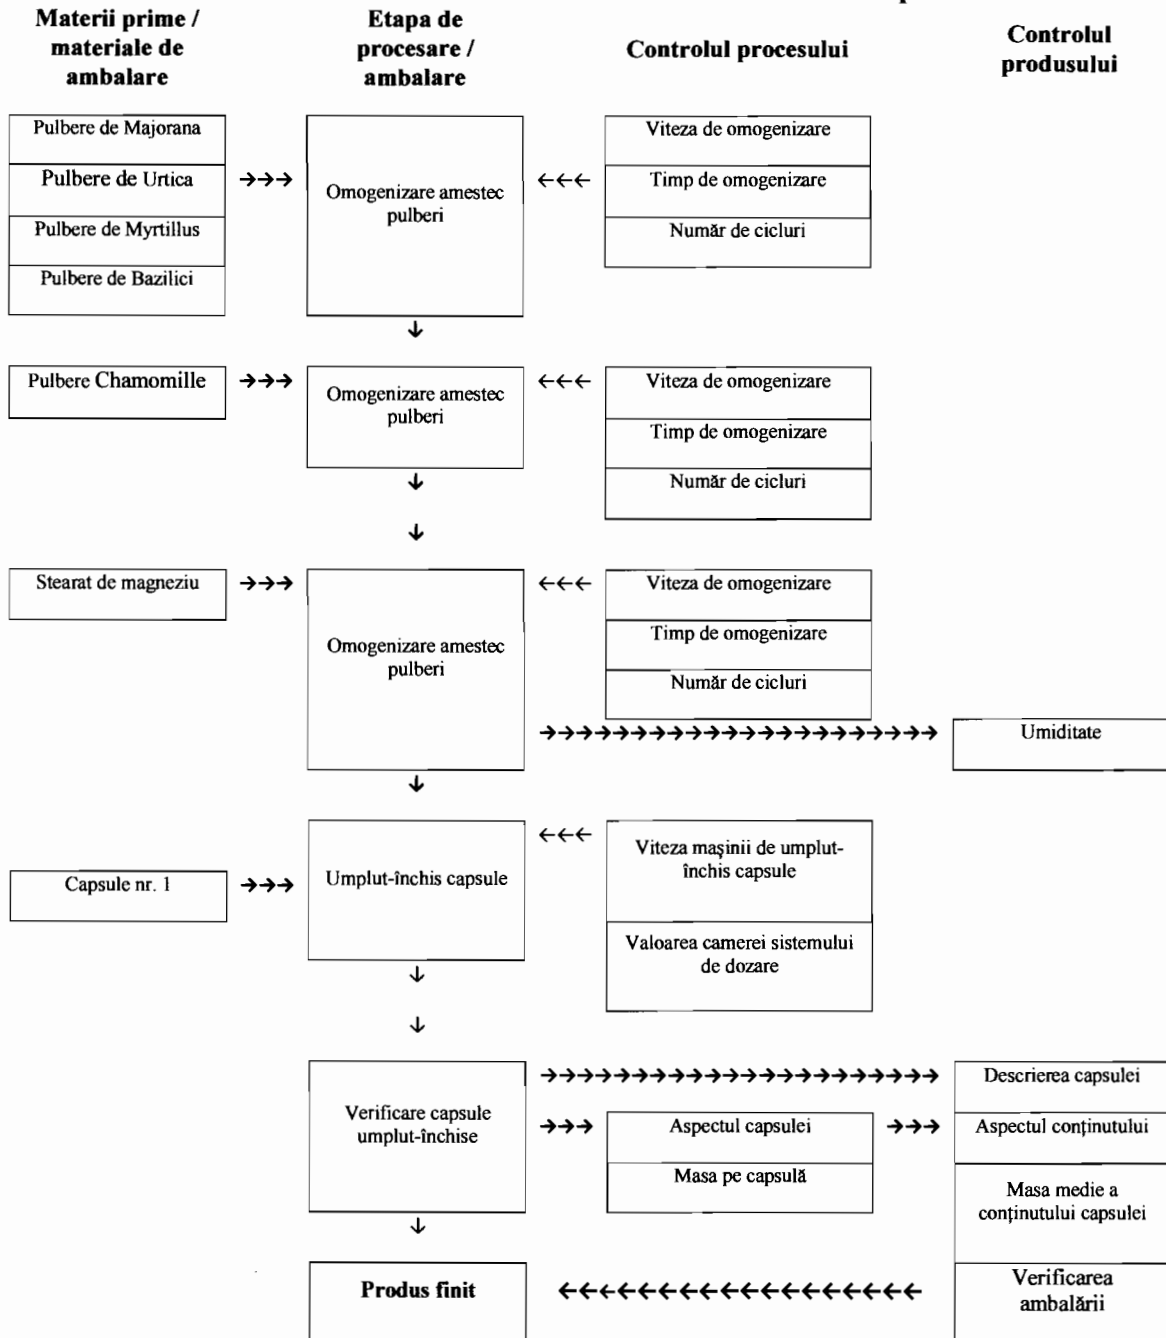 Materii prime /
materiale de
ambalare
Etapa de
procesare /
ambalare
Controlul procesului
Controlul
produsului
Pulbere de Majorana
Pulbere de Urtica
Pulbere de Myrtillus
Pulbere de Bazilici
→→→
Omogenizare amestec
pulberi
←←←
Viteza de omogenizare
Timp de omogenizare
Număr de cicluri
↓
Pulbere Chamomille
→→→
Omogenizare amestec
pulberi
←←←
Viteza de omogenizare
Timp de omogenizare
Număr de cicluri
↓
↓
Stearat de magneziu
→→→
Omogenizare amestec
pulberi
←←←
Viteza de omogenizare
Timp de omogenizare
Număr de cicluri
→→→→→→→→→→→→→→→→→→→→→→
Umiditate
↓
Capsule nr. 1
→→→
Umplut-închis capsule
←←←
Viteza mașinii de umplut-
închis capsule
Valoarea camerei sistemului
de dozare
↓
↓
Verificare capsule
umplut-închise
→→→→→→→→→→→→→→→→→→→→→→
Descrierea capsulei
→→→
Aspectul capsulei
→→→
Aspectul conținutului
Masa pe capsulă
Masa medie a
conținutului capsulei
↓
Produs finit
←←←←←←←←←←←←←←←←←←
Verificarea
ambalării